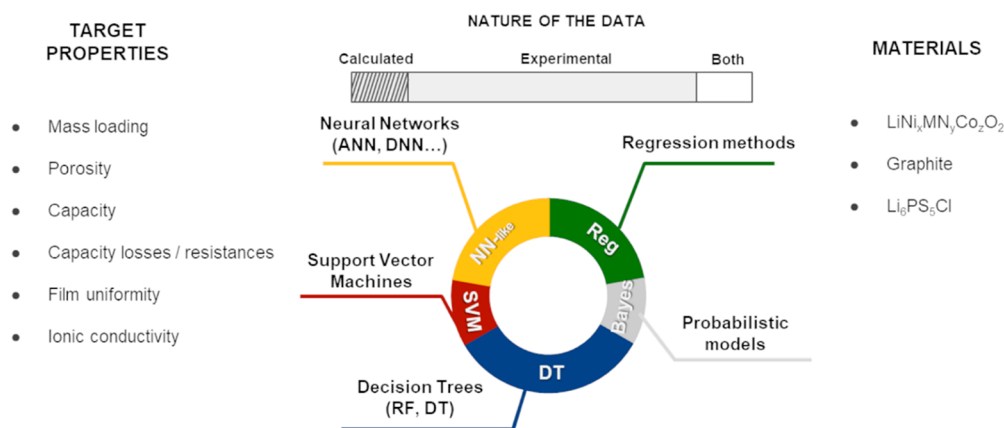 TARGET
PROPERTIES
Mass loading
Porosity
Capacity
Capacity losses / resistances
Film uniformity
Ionic conductivity
NATURE OF THE DATA
Calculated
Experimental
Both
Neural Networks
(ANN, DNN...)
Regression methods
NN-like
Reg
Support Vector
Machines
SVM
Bayes
Probabilistic
models
DT
Decision Trees
(RF, DT)
MATERIALS
LiNiₓMNᵧCo_zO₂
Graphite
Li₆PS₅Cl